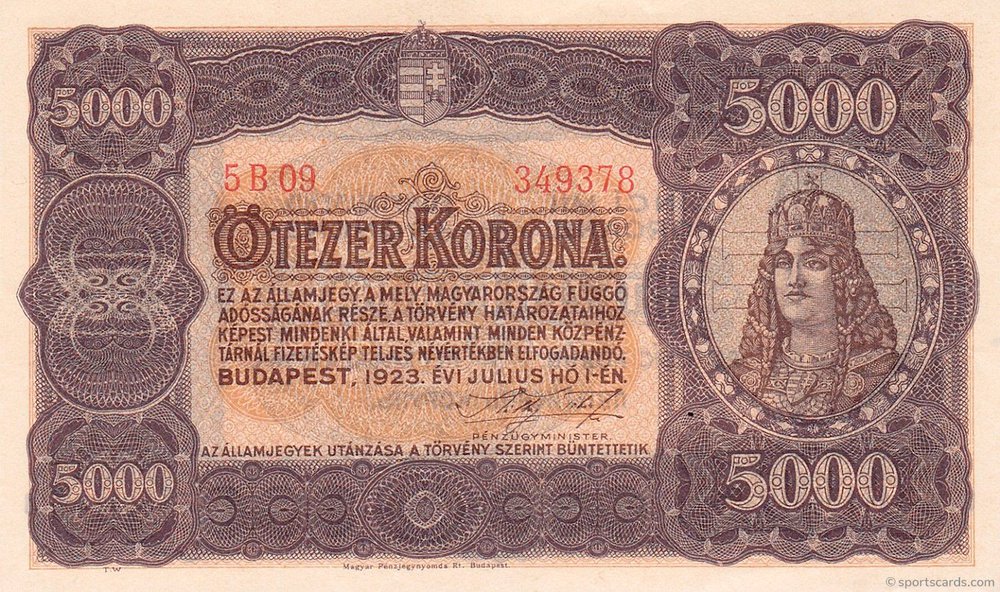 5000
5000
5 B 09
349378
ÖTEZER KORONA.
EZ AZ ÁLLAMJEGY, A MELY, MAGYARORSZÁG FÜGGŐ
ADÓSSÁGÁNAK RÉSZE, A TÖRVÉNY HATÁROZATAIHOZ
KÉPEST MINDENKI ÁLTAL, VALAMINT MINDEN KÖZPÉNZ
TÁRNÁL FIZETÉSKÉP TELJES NÉVÉRTÉKBEN ELFOGADANDÓ.
BUDAPEST, 1923. ÉVI JULIUS HÓ 1-ÉN.
PÉNZÜGYMINISTER.
AZ ÁLLAMJEGYEK UTÁNZÁSA A TÖRVÉNY SZERINT BÜNTETTETIK
5000
5000
T.W
Magyar Pénzjegynyomda Rt. Budapest.
© sportscards.com